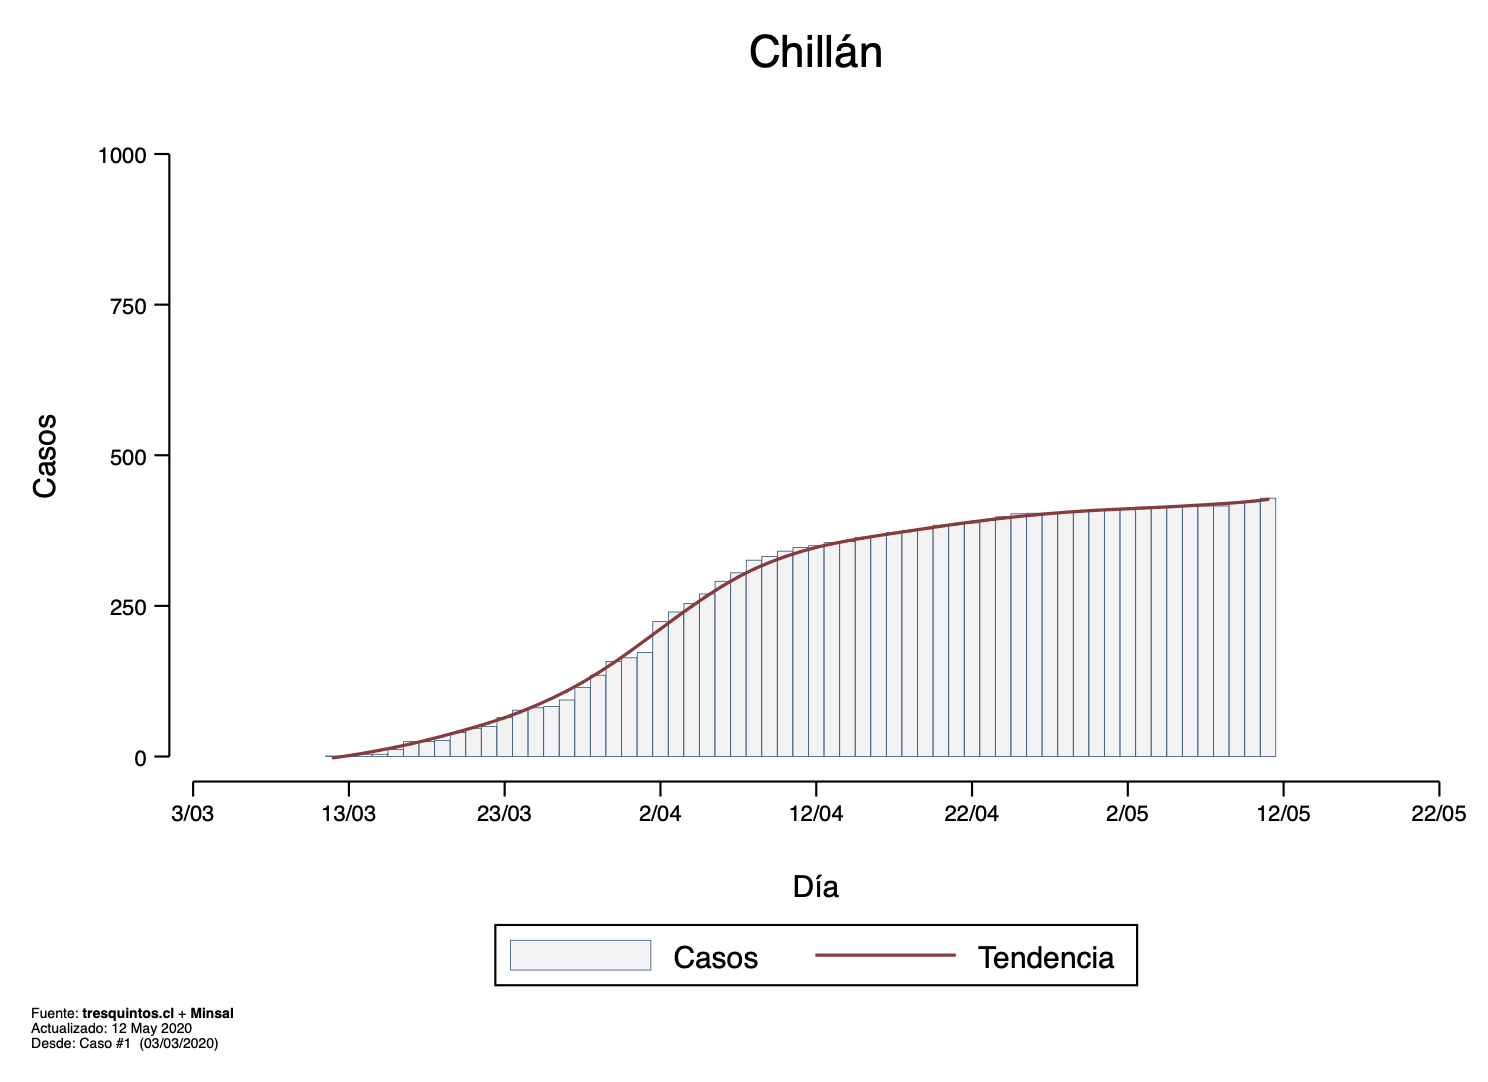 Chillán
1000
750
500
250
0
Casos
3/03 13/03 23/03 2/04 12/04 22/04 2/05 12/05 22/05
Día
Casos Tendencia
Fuente: tresquintos.cl + Minsal
Actualizado: 12 May 2020
Desde: Caso #1 (03/03/2020)